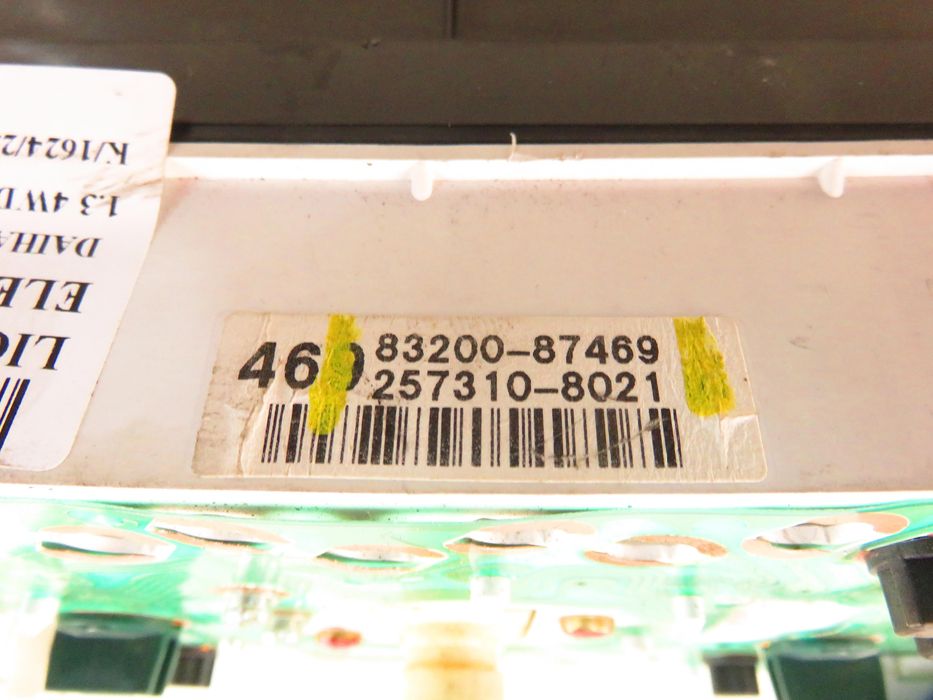 469 83200-87469
257310-8021
LIC
ELE
DAIHA
1.3 4WD
K/1624/2